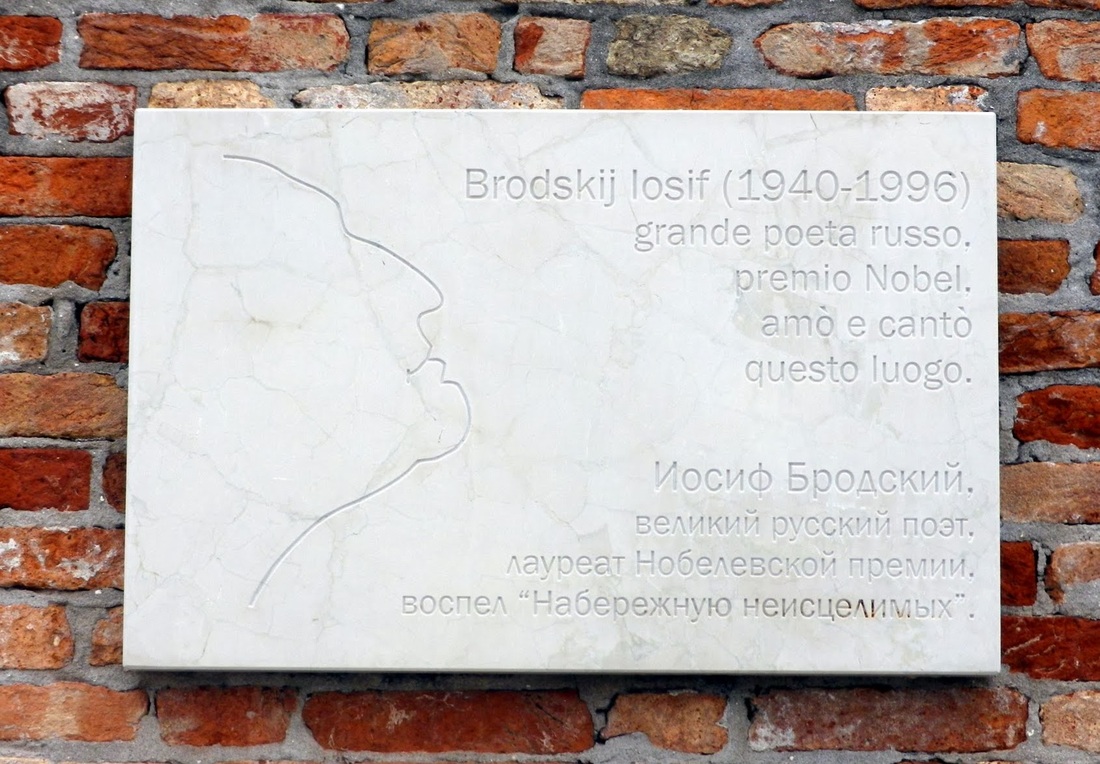 Brodskij Iosif (1940-1996)
grande poeta russo,
premio Nobel,
amò e cantò
questo luogo.
Иосиф Бродский,
великий русский поэт,
лауреат Нобелевской премии,
воспел “Набережную неисцелимых”.